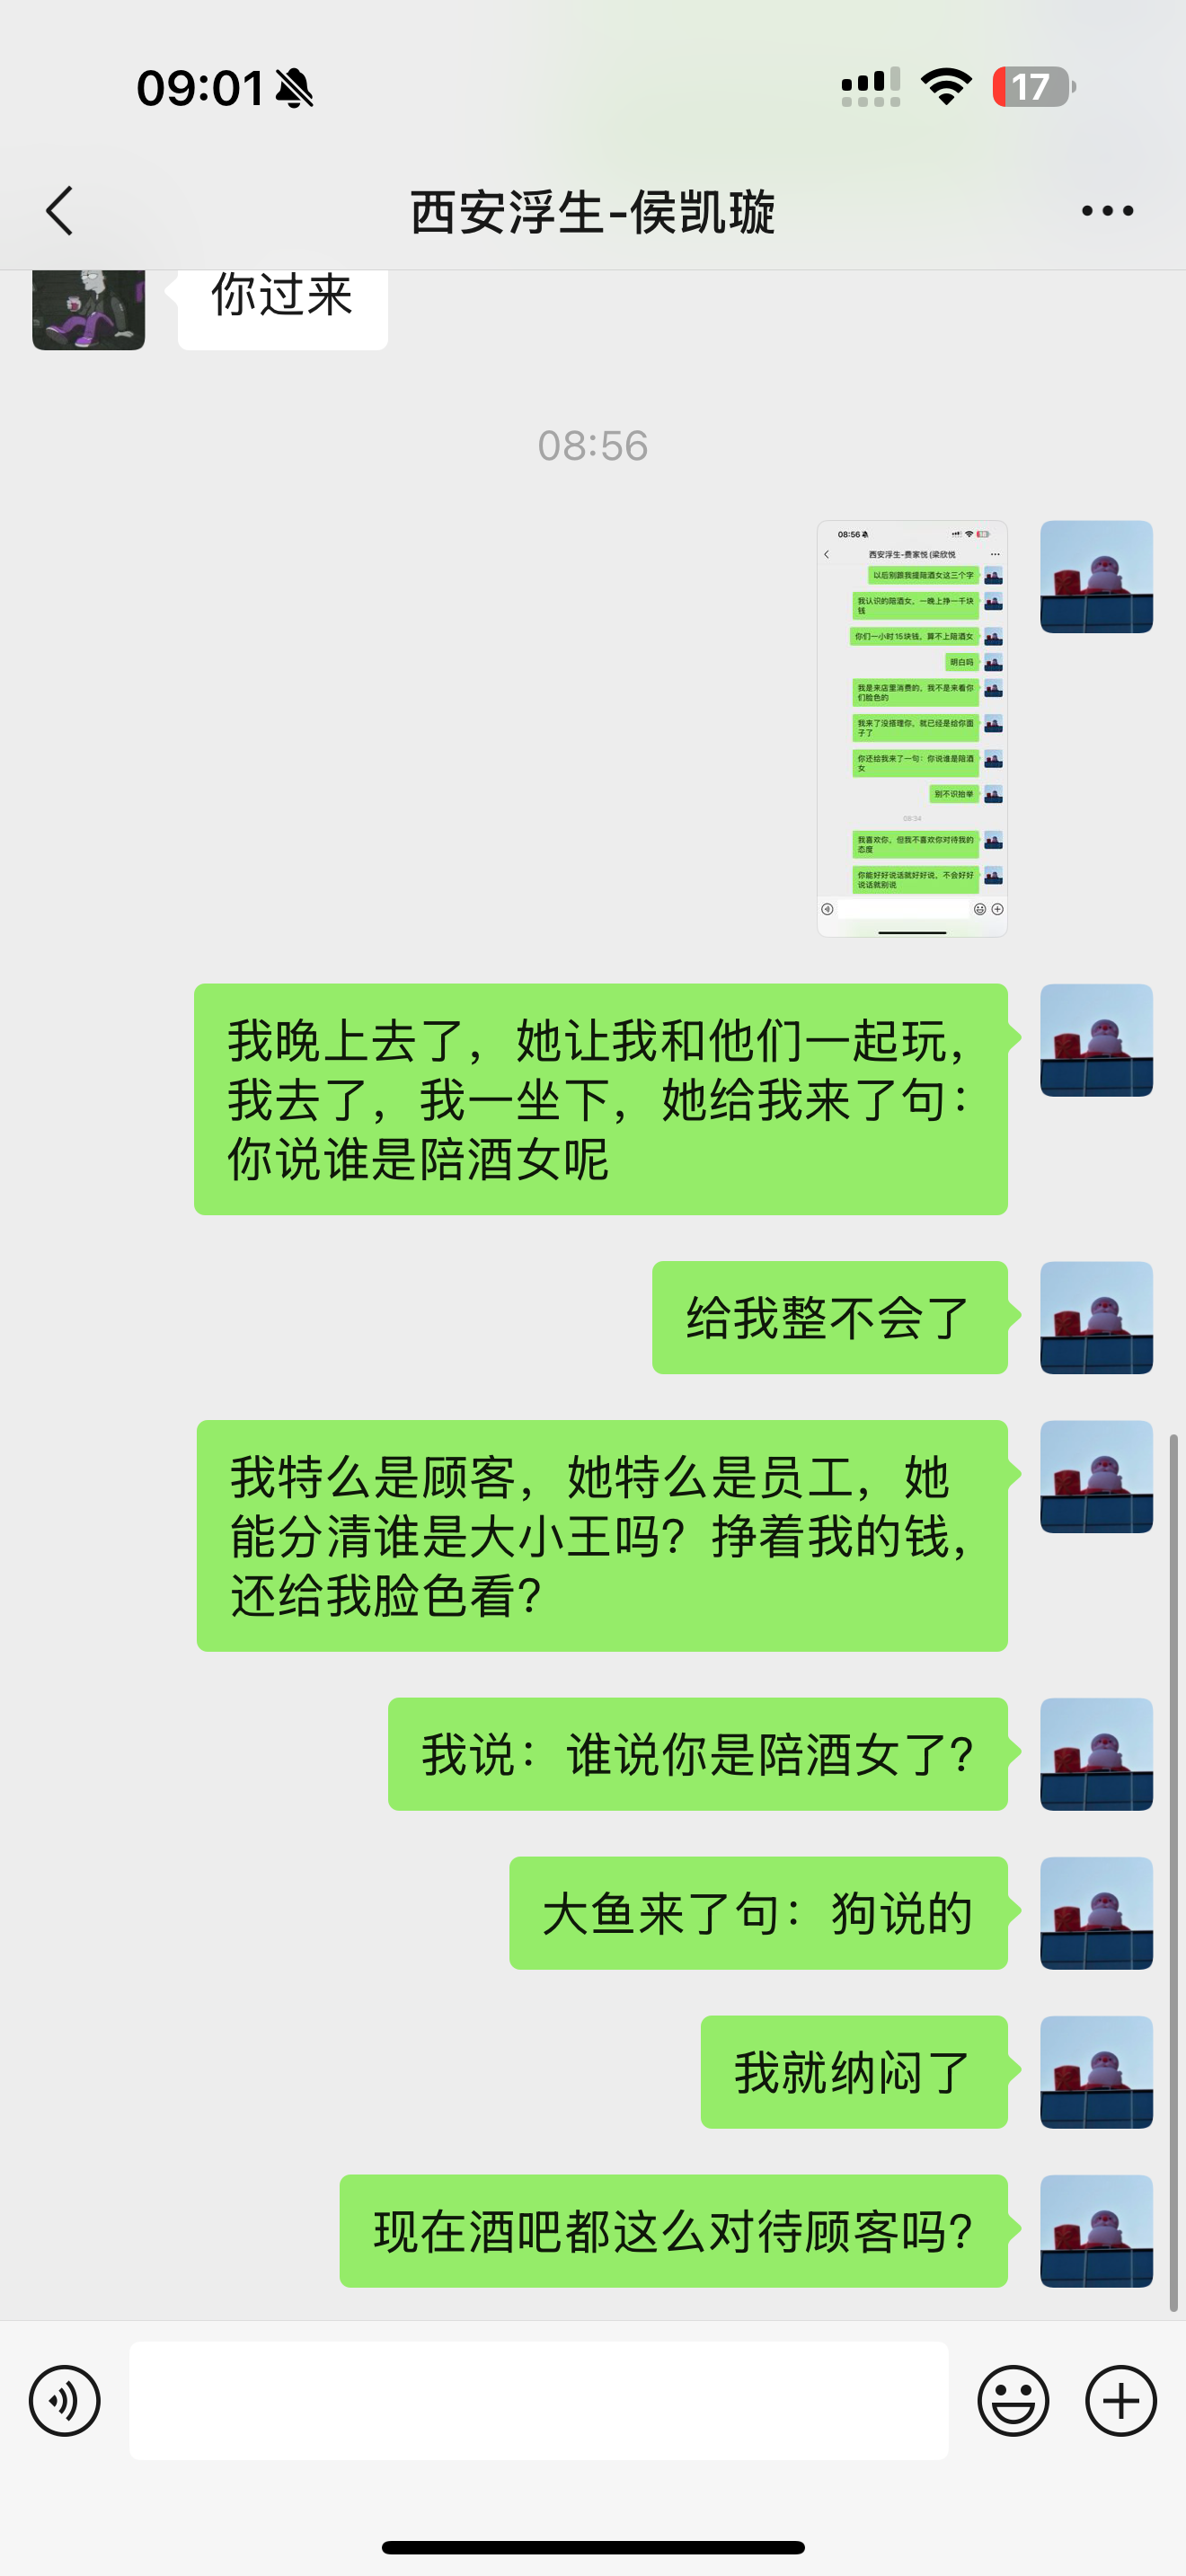 09:01
17
西安浮生-侯凯璇
你过来
08:56
08:56
西安浮生-费家悦(梁欣悦
以后别跟我提陪酒女这三个字
我认识的陪酒女，一晚上挣一千块
钱
你们一小时15块钱，算不上陪酒女
明白吗
我是来店里消费的，我不是来看你
们脸色的
我来了没搭理你，就已经是给你面
子了
你还给我来了一句：你说谁是陪酒
女
别不识抬举
08:54
我喜欢你，但我不喜欢你对待我的
态度
你能好好说话就好好说，不会好好
说话就别说
我晚上去了，她让我和他们一起玩，
我去了，我一坐下，她给我来了句：
你说谁是陪酒女呢
给我整不会了
我特么是顾客，她特么是员工，她
能分清谁是大小王吗？挣着我的钱，
还给我脸色看？
我说：谁说你是陪酒女了？
大鱼来了句：狗说的
我就纳闷了
现在酒吧都这么对待顾客吗？